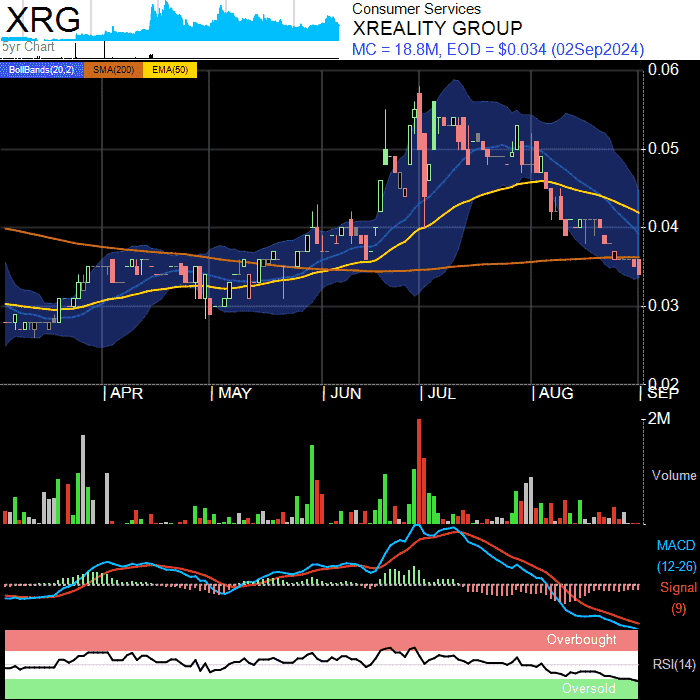 XRG
Consumer Services
XREALITY GROUP
5yr Chart
MC = 18.8M, EOD = $0.034 (02Sep2024)
BollBands(20,2) SMA(200) EMA(50)
0.06
0.05
0.04
0.03
0.02
APR MAY JUN JUL AUG SEP
2M
Volume
MACD
(12-26)
Signal
(9)
Overbought
RSI(14)
Oversold